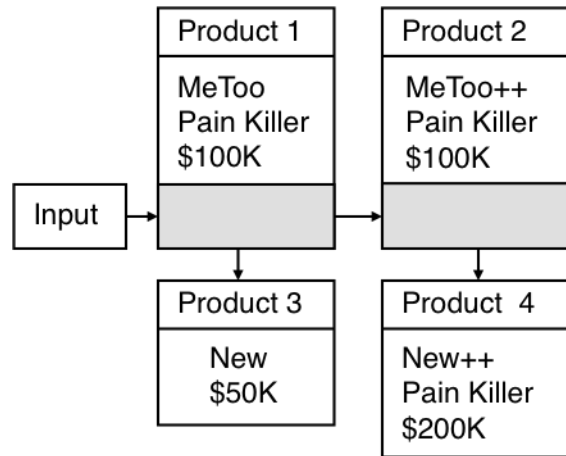 Product 1
MeToo
Pain Killer
$100K
Product 2
MeToo++
Pain Killer
$100K
Input
Product 3
New
$50K
Product 4
New++
Pain Killer
$200K